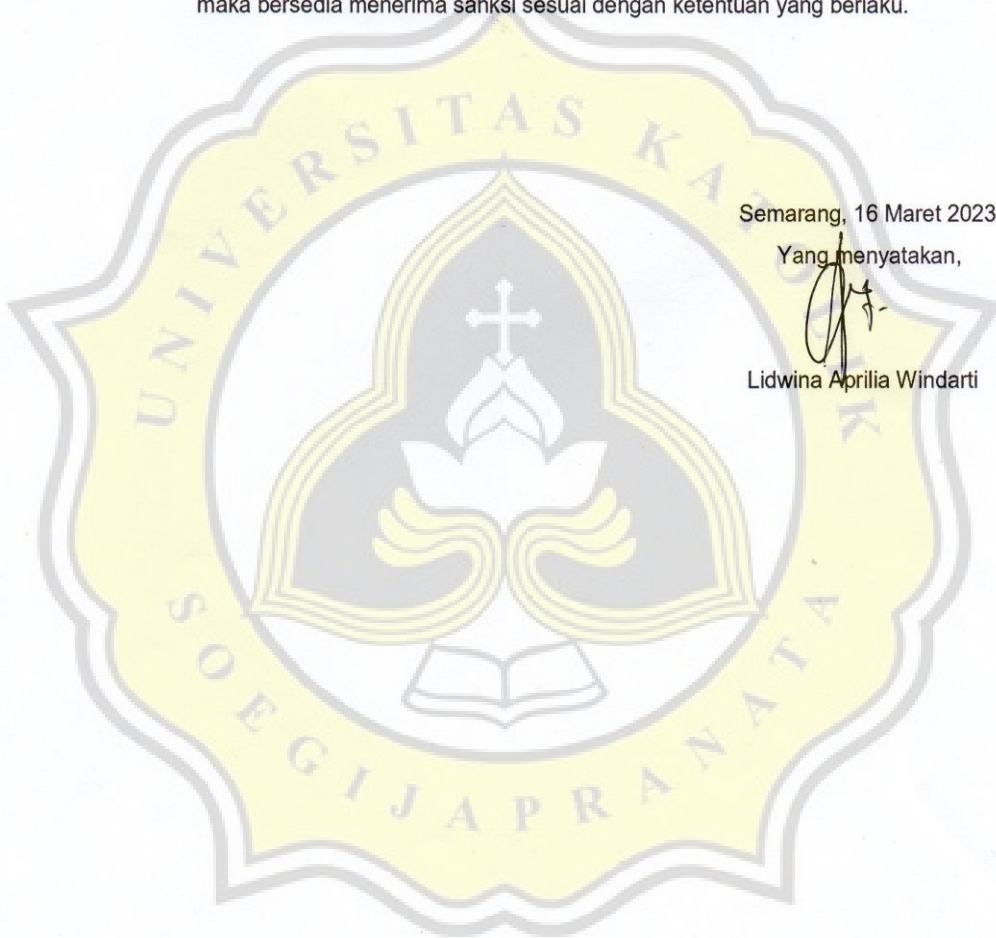 maka bersedia menerima sanksi sesuai dengan ketentuan yang berlaku.
UNIVERSITAS KATOLIK
Semarang, 16 Maret 2023
Yang menyatakan,
Lidwina Aprilia Windarti
SOEGIJAPRANATA